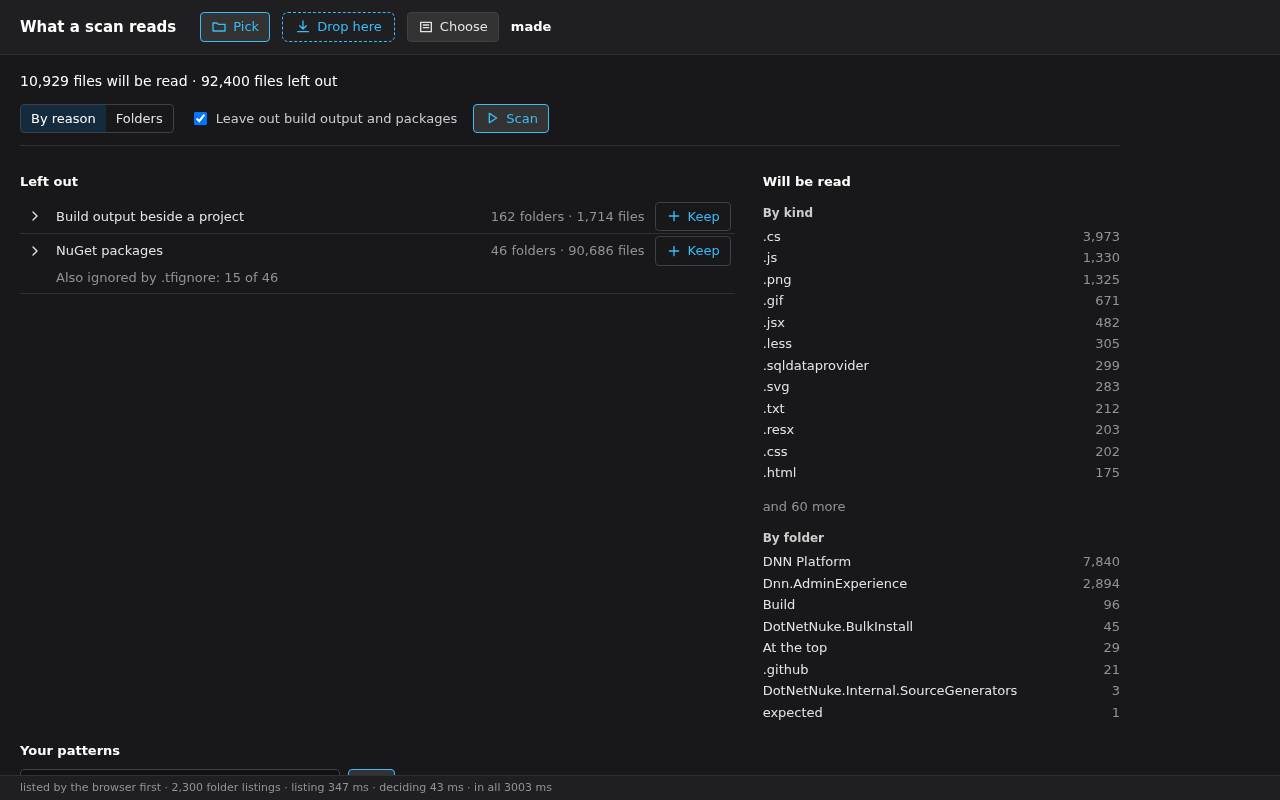 What a scan reads
Pick
Drop here
Choose
made
10,929 files will be read · 92,400 files left out
By reason
Folders
Leave out build output and packages
Scan
Left out
Build output beside a project
162 folders · 1,714 files
Keep
NuGet packages
46 folders · 90,686 files
Keep
Also ignored by .tfignore: 15 of 46
Will be read
By kind
.cs 3,973
.js 1,330
.png 1,325
.gif 671
.jsx 482
.less 305
.sqldataprovider 299
.svg 283
.txt 212
.resx 203
.css 202
.html 175
and 60 more
By folder
DNN Platform 7,840
Dnn.AdminExperience 2,894
Build 96
DotNetNuke.BulkInstall 45
At the top 29
.github 21
DotNetNuke.Internal.SourceGenerators 3
expected 1
Your patterns
listed by the browser first · 2,300 folder listings · listing 347 ms · deciding 43 ms · in all 3003 ms